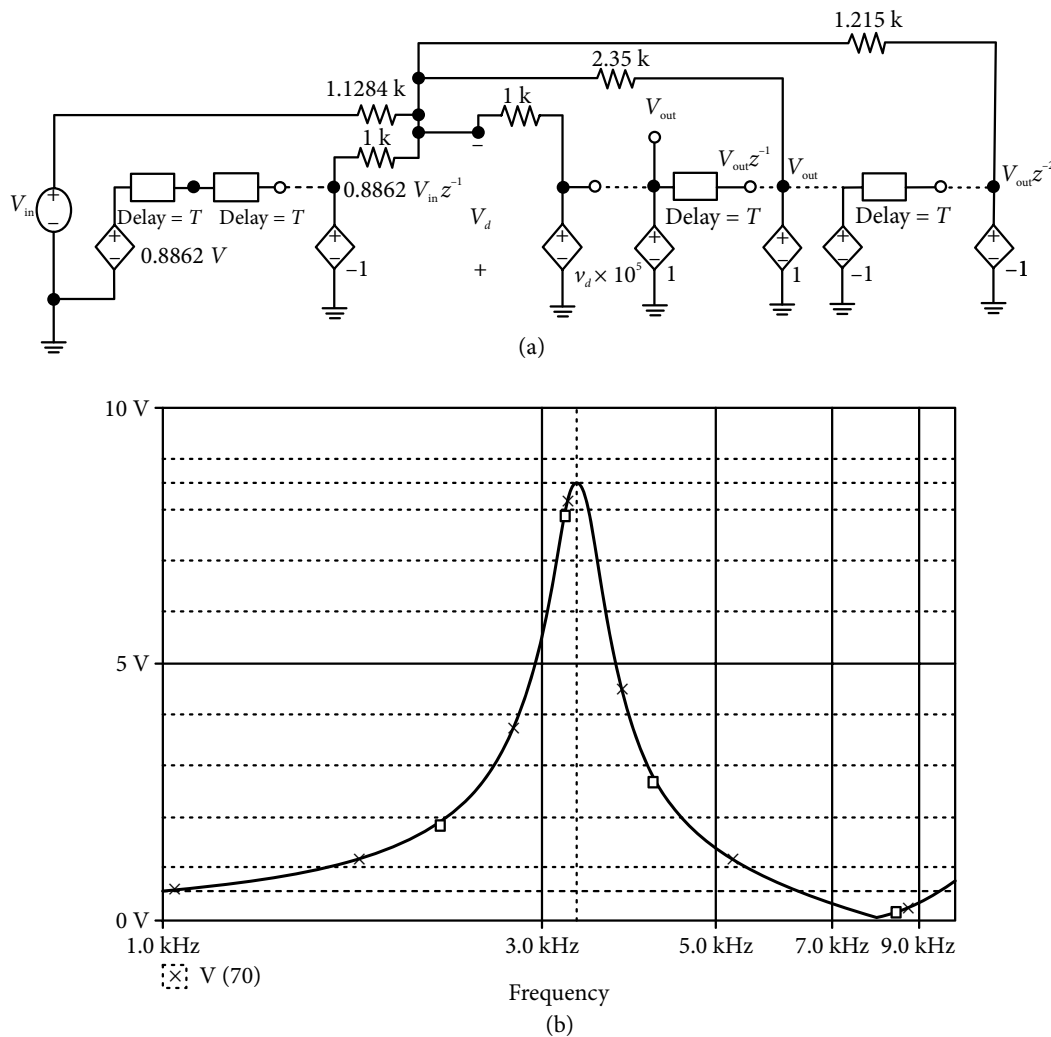 1.215 k
2.35 k
1.1284 k
1 k
V_out
1 k
−
V_out z^{-1}
V_out
V_out z^{-2}
0.8862 V_in z^{-1}
V_in
+
−
Delay = T
Delay = T
V_d
Delay = T
Delay = T
+
−
0.8862 V
+
−
−1
+
+
−
v_d × 10^5
+
−
1
+
−
1
+
−
−1
+
−
−1
(a)
10 V
5 V
0 V
1.0 kHz 3.0 kHz 5.0 kHz 7.0 kHz 9.0 kHz
V (70)
Frequency
(b)